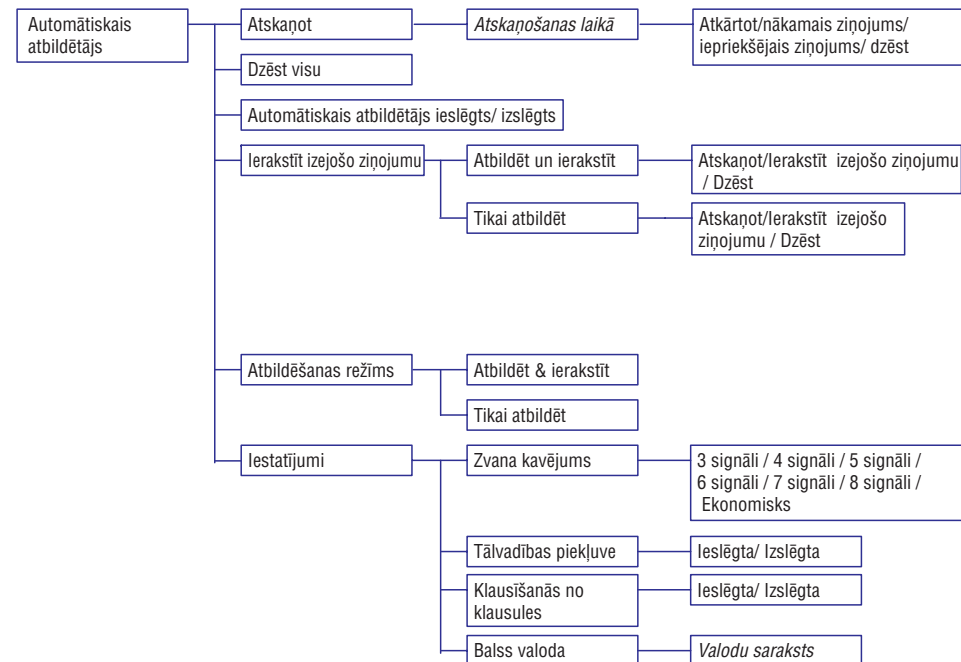 Automātiskais
atbildētājs
Atskaņot
Atskaņošanas laikā
Atkārtot/nākamais ziņojums/
iepriekšējais ziņojums/ dzēst
Dzēst visu
Automātiskais atbildētājs ieslēgts/ izslēgts
Ierakstīt izejošo ziņojumu
Atbildēt un ierakstīt
Atskaņot/Ierakstīt izejošo ziņojumu
/ Dzēst
Tikai atbildēt
Atskaņot/Ierakstīt izejošo
ziņojumu / Dzēst
Atbildēšanas režīms
Atbildēt & ierakstīt
Tikai atbildēt
Iestatījumi
Zvana kavējums
3 signāli / 4 signāli / 5 signāli /
6 signāli / 7 signāli / 8 signāli /
Ekonomisks
Tālvadības piekļuve
Ieslēgta/ Izslēgta
Klausīšanās no
klausules
Ieslēgta/ Izslēgta
Balss valoda
Valodu saraksts